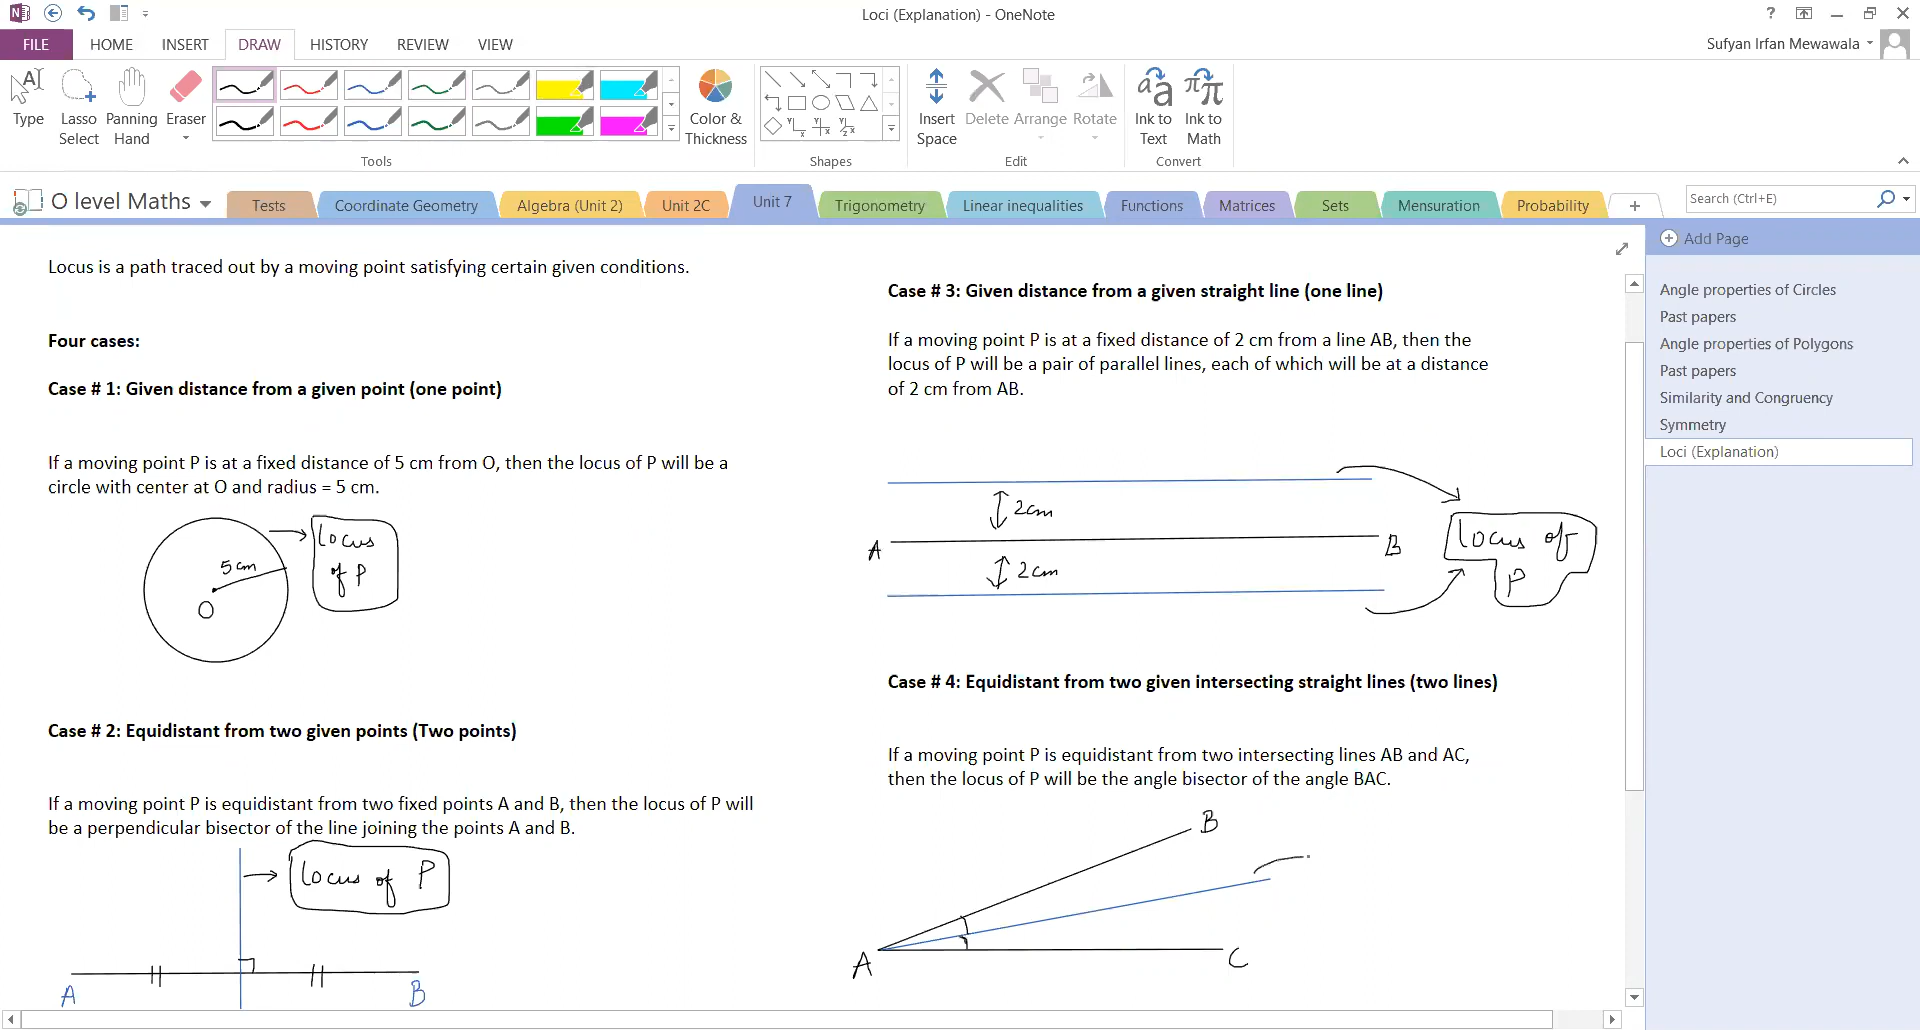 Loci (Explanation) - OneNote
?
FILE HOME INSERT DRAW HISTORY REVIEW VIEW
Sufyan Irfan Mewawala
Type
Lasso Select
Panning Hand
Eraser
Color & Thickness
Insert Space
Delete
Arrange
Rotate
Ink to Text
Ink to Math
Tools
Shapes
Edit
Convert
O level Maths
Tests
Coordinate Geometry
Algebra (Unit 2)
Unit 2C
Unit 7
Trigonometry
Linear inequalities
Functions
Matrices
Sets
Mensuration
Probability
+
Search (Ctrl+E)
Locus is a path traced out by a moving point satisfying certain given conditions.
Four cases:
Case # 1: Given distance from a given point (one point)
If a moving point P is at a fixed distance of 5 cm from O, then the locus of P will be a
circle with center at O and radius = 5 cm.
5 cm
O
Locus
of P
Case # 2: Equidistant from two given points (Two points)
If a moving point P is equidistant from two fixed points A and B, then the locus of P will
be a perpendicular bisector of the line joining the points A and B.
Locus of P
A B
Case # 3: Given distance from a given straight line (one line)
If a moving point P is at a fixed distance of 2 cm from a line AB, then the
locus of P will be a pair of parallel lines, each of which will be at a distance
of 2 cm from AB.
2cm
A B
2cm
Locus of
P
Case # 4: Equidistant from two given intersecting straight lines (two lines)
If a moving point P is equidistant from two intersecting lines AB and AC,
then the locus of P will be the angle bisector of the angle BAC.
B
A C
Add Page
Angle properties of Circles
Past papers
Angle properties of Polygons
Past papers
Similarity and Congruency
Symmetry
Loci (Explanation)